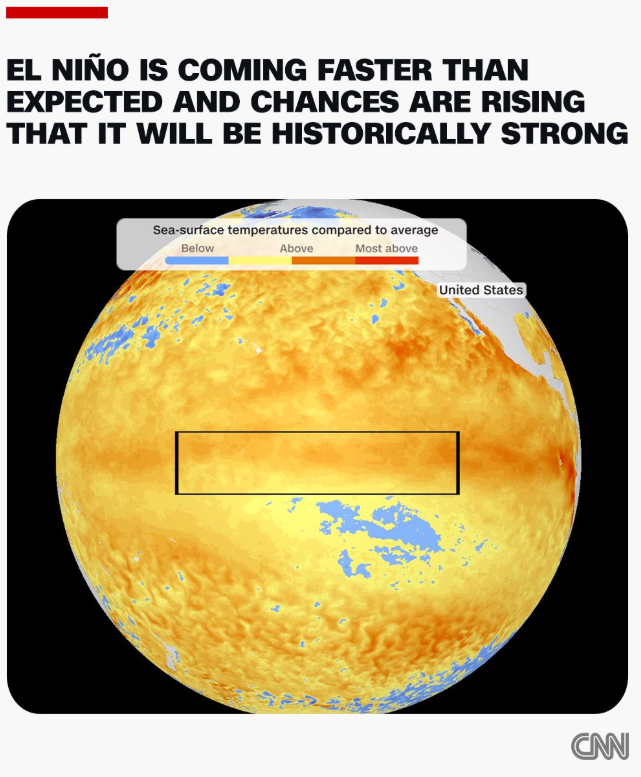 EL NIÑO IS COMING FASTER THAN
EXPECTED AND CHANCES ARE RISING
THAT IT WILL BE HISTORICALLY STRONG
Sea-surface temperatures compared to average
Below Above Most above
United States
CNN